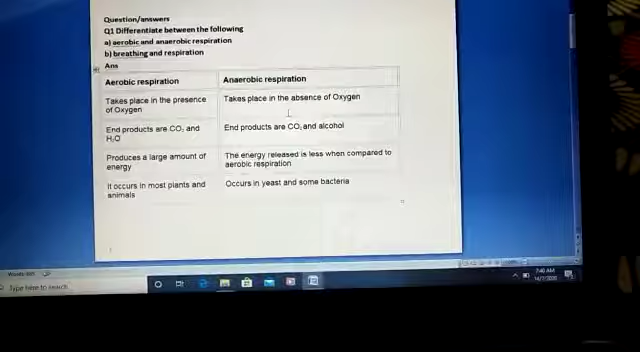 Question/answers
Q1 Differentiate between the following
a) aerobic and anaerobic respiration
b) breathing and respiration
Ans
Aerobic respiration
Anaerobic respiration
Takes place in the presence
of Oxygen
Takes place in the absence of Oxygen
End products are CO₂ and
H₂O
End products are CO₂ and alcohol
Produces a large amount of
energy
The energy released is less when compared to
aerobic respiration
It occurs in most plants and
animals
Occurs in yeast and some bacteria
Type here to search
7:40 AM
14/7/2020